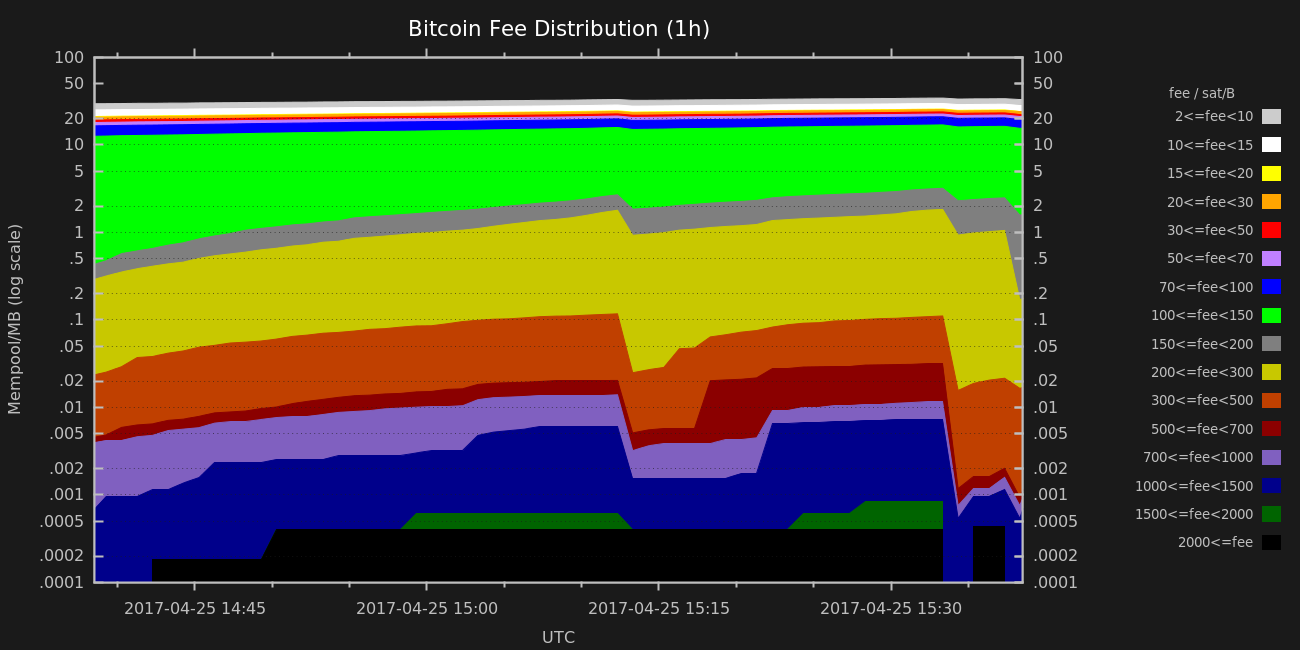 Bitcoin Fee Distribution (1h)
Mempool/MB (log scale)
100
50
20
10
5
2
1
.5
.2
.1
.05
.02
.01
.005
.002
.001
.0005
.0002
.0001
100
50
20
10
5
2
1
.5
.2
.1
.05
.02
.01
.005
.002
.001
.0005
.0002
.0001
2017-04-25 14:45
2017-04-25 15:00
2017-04-25 15:15
2017-04-25 15:30
UTC
fee / sat/B
2<=fee<10
10<=fee<15
15<=fee<20
20<=fee<30
30<=fee<50
50<=fee<70
70<=fee<100
100<=fee<150
150<=fee<200
200<=fee<300
300<=fee<500
500<=fee<700
700<=fee<1000
1000<=fee<1500
1500<=fee<2000
2000<=fee